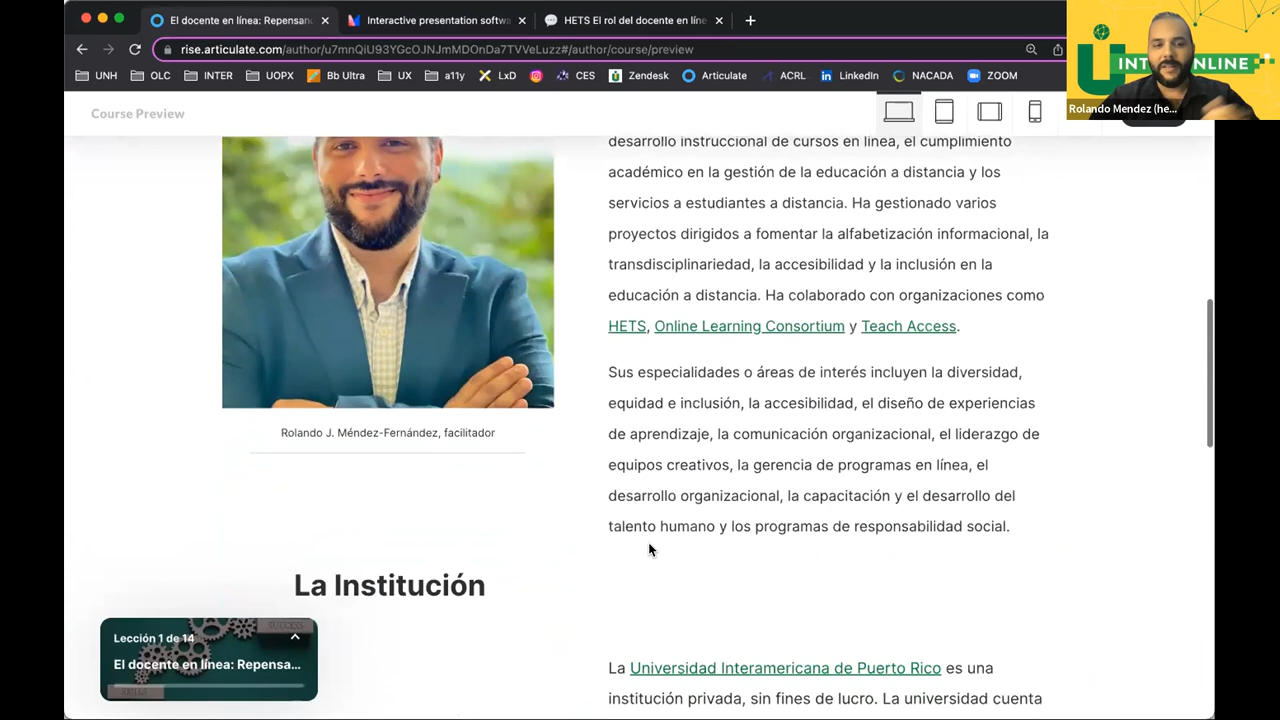 El docente en línea: Repensand
Interactive presentation softwa
HETS El rol del docente en líne
rise.articulate.com/author/u7mnQiU93YGcOJNJmMDOnDa7TVVeLuzz#/author/course/preview
UNH OLC INTER UOPX Bb Ultra UX a11y LxD CES Zendesk Articulate ACRL LinkedIn NACADA ZOOM
Rolando Mendez (he...
Course Preview
desarrollo instruccional de cursos en línea, el cumplimiento
académico en la gestión de la educación a distancia y los
servicios a estudiantes a distancia. Ha gestionado varios
proyectos dirigidos a fomentar la alfabetización informacional, la
transdisciplinariedad, la accesibilidad y la inclusión en la
educación a distancia. Ha colaborado con organizaciones como
HETS, Online Learning Consortium y Teach Access.
Rolando J. Méndez-Fernández, facilitador
Sus especialidades o áreas de interés incluyen la diversidad,
equidad e inclusión, la accesibilidad, el diseño de experiencias
de aprendizaje, la comunicación organizacional, el liderazgo de
equipos creativos, la gerencia de programas en línea, el
desarrollo organizacional, la capacitación y el desarrollo del
talento humano y los programas de responsabilidad social.
La Institución
Lección 1 de 14
El docente en línea: Repensa...
SUCCESS
La Universidad Interamericana de Puerto Rico es una
institución privada, sin fines de lucro. La universidad cuenta